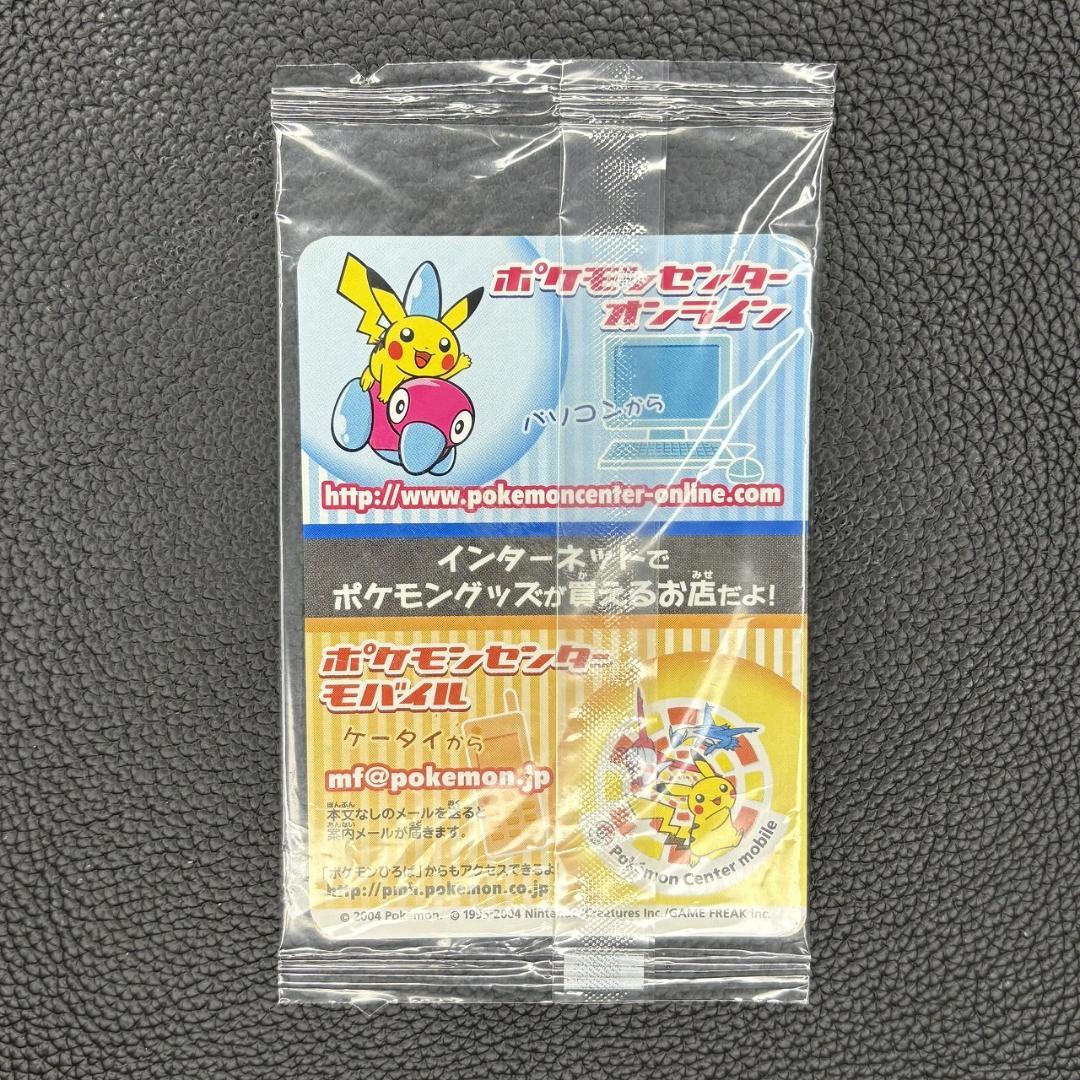 ポケモンセンター
オンライン
パソコンから
http://www.pokemoncenter-online.com
インターネットで
ポケモングッズが買えるお店だよ!
ポケモンセンター
モバイル
ケータイから
mf@pokemon.jp
本文なしのメールを送ると
案内メールが届きます。
「ポケモンひろば」からもアクセスできるよ
http://pink.pokemon.co.jp
Pokémon Center mobile
© 2004 Pokémon. © 1995-2004 Nintendo/Creatures Inc./GAME FREAK inc.